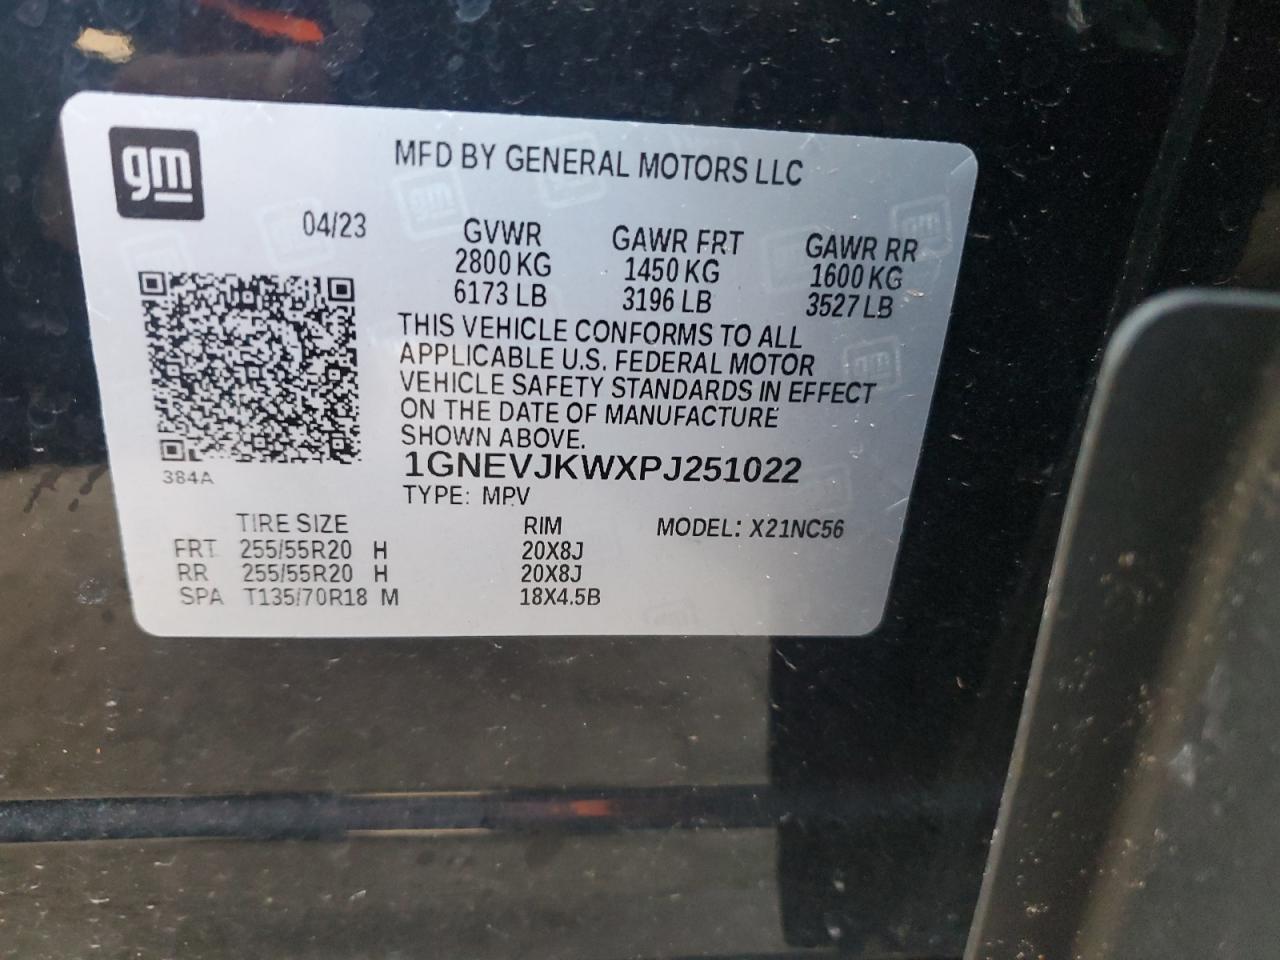 gm
MFD BY GENERAL MOTORS LLC
04/23
GVWR GAWR FRT GAWR RR
2800 KG 1450 KG 1600 KG
6173 LB 3196 LB 3527 LB
THIS VEHICLE CONFORMS TO ALL
APPLICABLE U.S. FEDERAL MOTOR
VEHICLE SAFETY STANDARDS IN EFFECT
ON THE DATE OF MANUFACTURE
SHOWN ABOVE.
1GNEVJKWXPJ251022
384A
TYPE: MPV
TIRE SIZE RIM MODEL: X21NC56
FRT 255/55R20 H 20X8J
RR 255/55R20 H 20X8J
SPA T135/70R18 M 18X4.5B